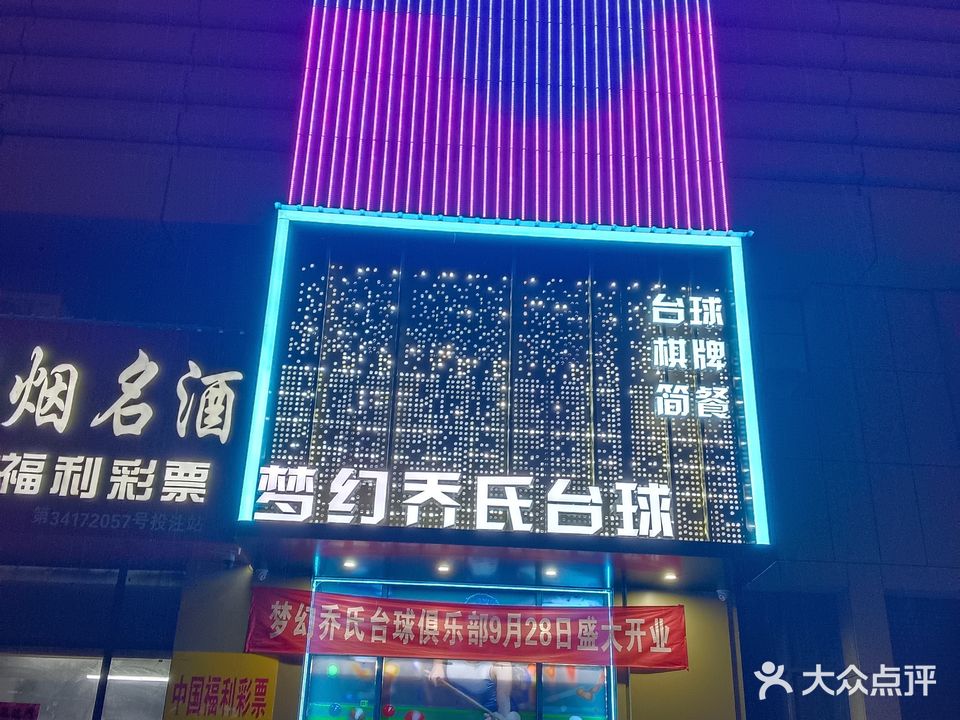 台球
棋牌
简餐
梦幻乔氏台球
烟名酒
福利彩票
第34172057号投注站
梦幻乔氏台球俱乐部9月28日盛大开业
中国福利彩票
大众点评